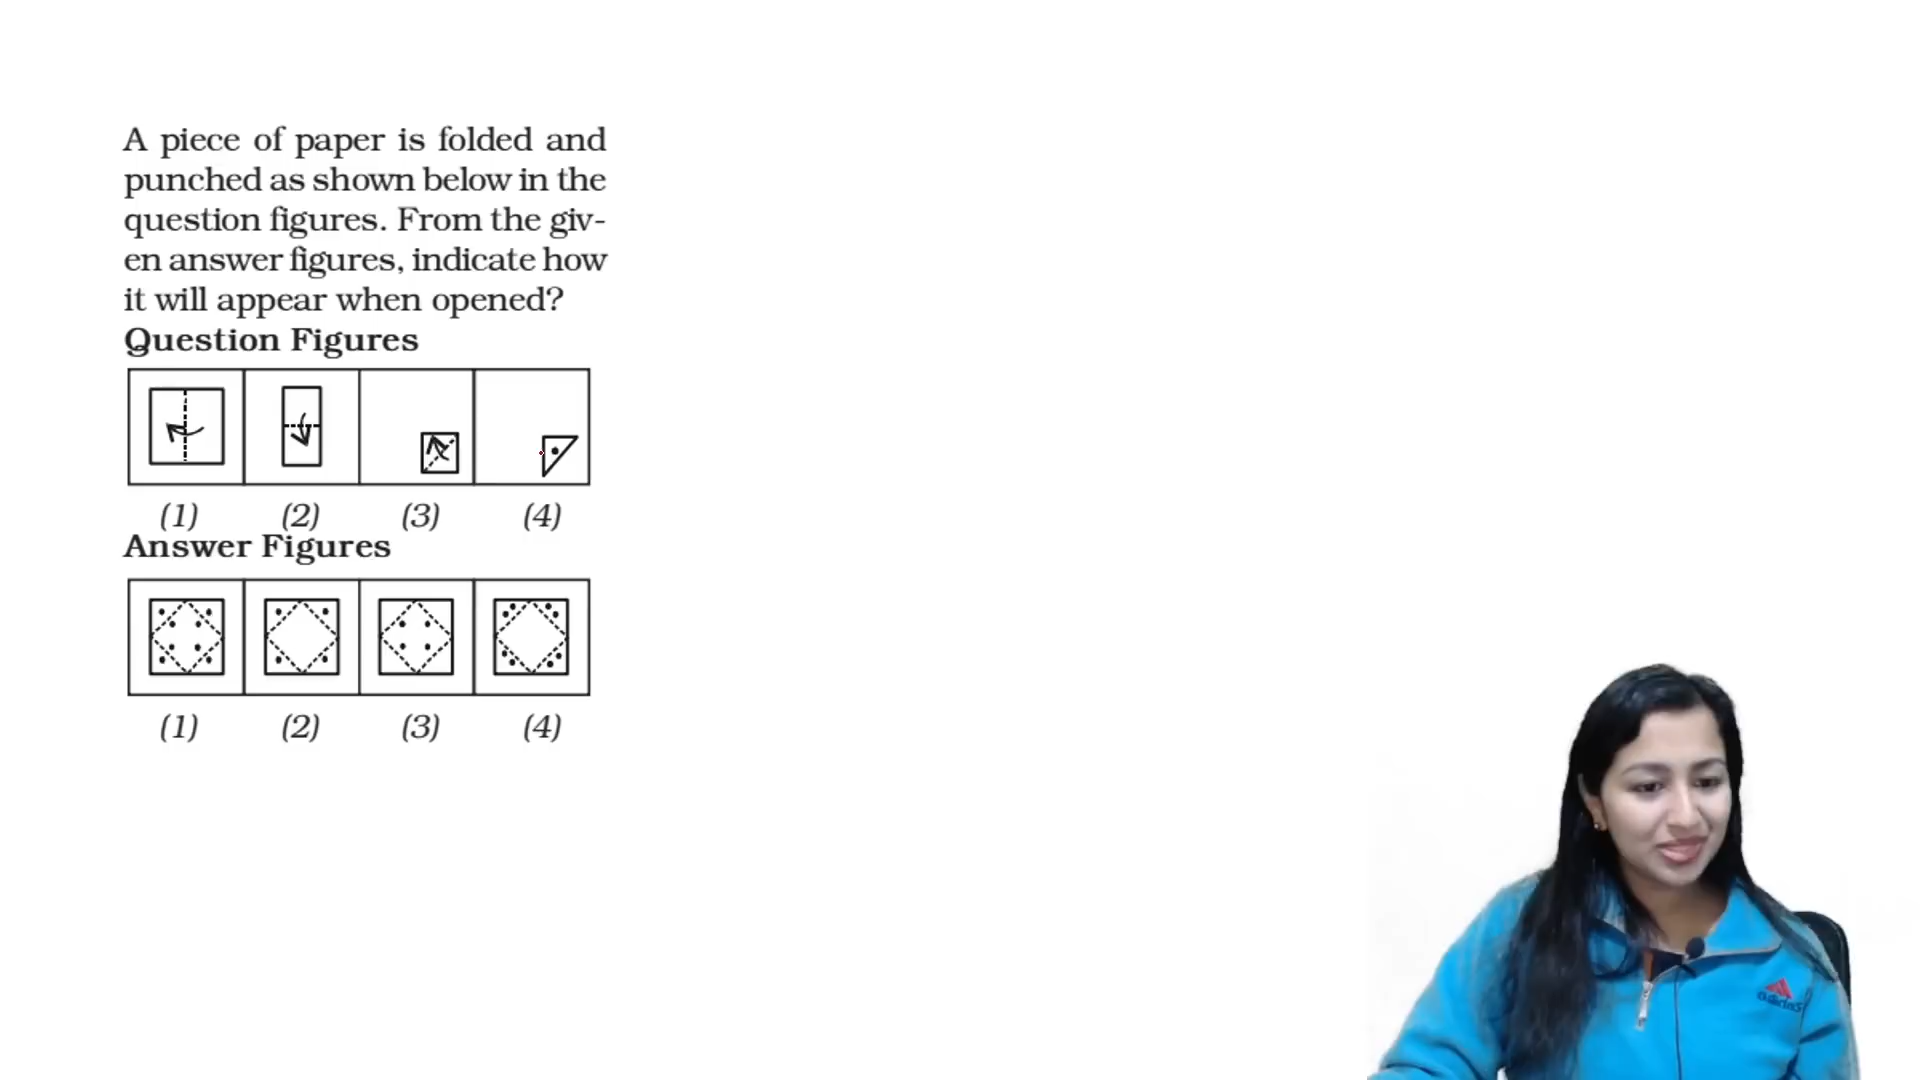 A piece of paper is folded and
punched as shown below in the
question figures. From the giv-
en answer figures, indicate how
it will appear when opened?
Question Figures
(1) (2) (3) (4)
Answer Figures
(1) (2) (3) (4)
adidas